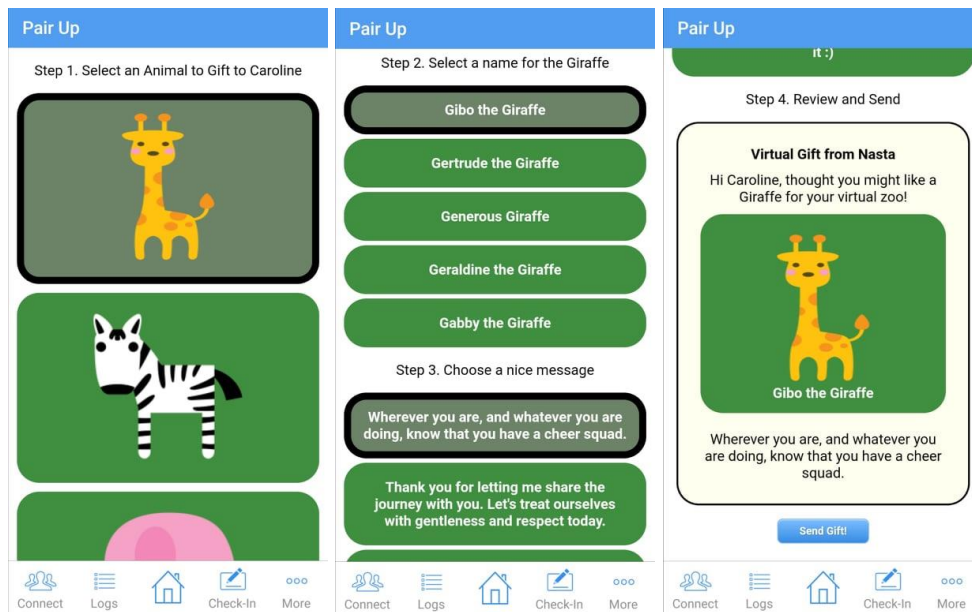 Pair Up
Step 1. Select an Animal to Gift to Caroline
Connect
Logs
Check-In
More
Pair Up
Step 2. Select a name for the Giraffe
Gibo the Giraffe
Gertrude the Giraffe
Generous Giraffe
Geraldine the Giraffe
Gabby the Giraffe
Step 3. Choose a nice message
Wherever you are, and whatever you are
doing, know that you have a cheer squad.
Thank you for letting me share the
journey with you. Let's treat ourselves
with gentleness and respect today.
Connect
Logs
Check-In
More
Pair Up
it :)
Step 4. Review and Send
Virtual Gift from Nasta
Hi Caroline, thought you might like a
Giraffe for your virtual zoo!
Gibo the Giraffe
Wherever you are, and whatever you
are doing, know that you have a cheer
squad.
Send Gift!
Connect
Logs
Check-In
More